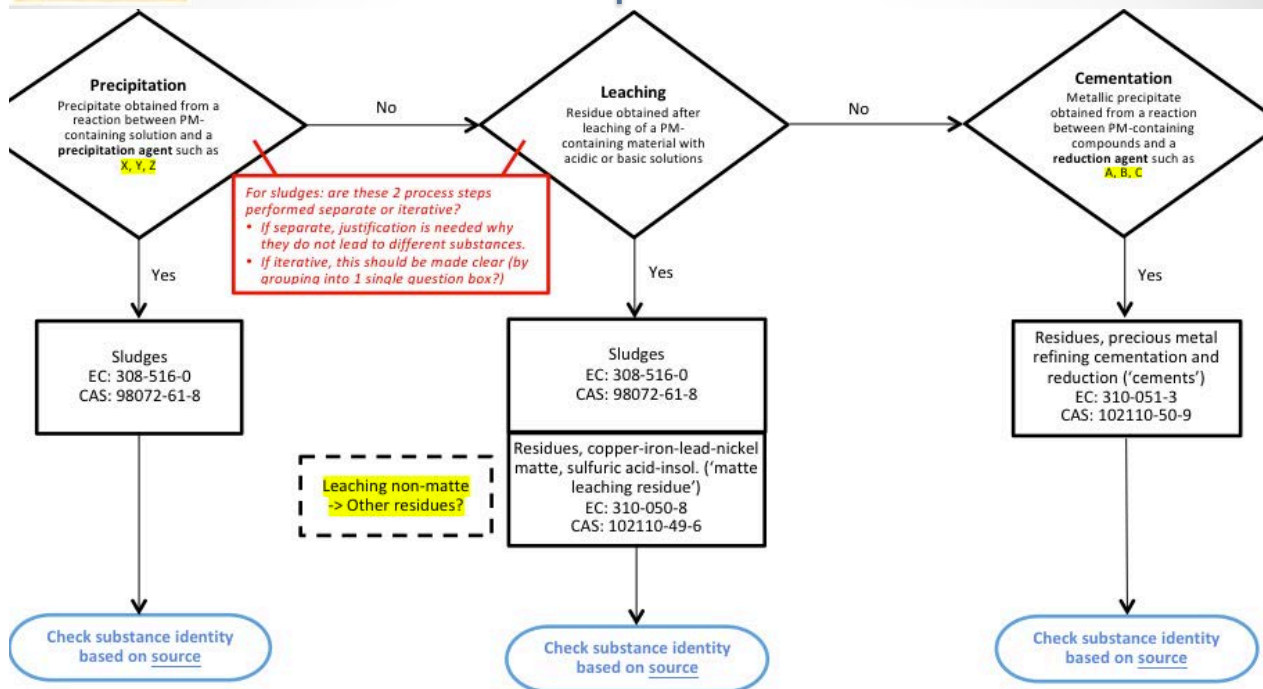 Precipitation
Precipitate obtained from a
reaction between PM-
containing solution and a
precipitation agent such as
X, Y, Z
No
Leaching
Residue obtained after
leaching of a PM-
containing material with
acidic or basic solutions
No
Cementation
Metallic precipitate
obtained from a reaction
between PM-containing
compounds and a
reduction agent such as
A, B, C
For sludges: are these 2 process steps
performed separate or iterative?
• If separate, justification is needed why
they do not lead to different substances.
• If iterative, this should be made clear (by
grouping into 1 single question box?)
Yes
Yes
Yes
Sludges
EC: 308-516-0
CAS: 98072-61-8
Sludges
EC: 308-516-0
CAS: 98072-61-8
Residues, precious metal
refining cementation and
reduction (‘cements’)
EC: 310-051-3
CAS: 102110-50-9
Leaching non-matte
-> Other residues?
Residues, copper-iron-lead-nickel
matte, sulfuric acid-insol. (‘matte
leaching residue’)
EC: 310-050-8
CAS: 102110-49-6
Check substance identity
based on source
Check substance identity
based on source
Check substance identity
based on source